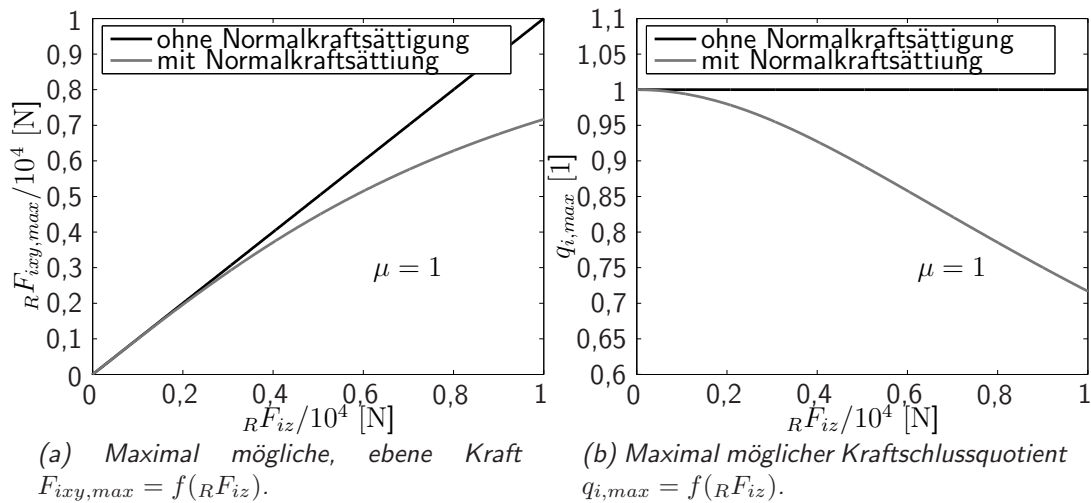 1
0,9
0,8
0,7
0,6
0,5
0,4
0,3
0,2
0,1
0
RFixy,max/10^4 [N]
ohne Normalkraftsättigung
mit Normalkraftsättiung
μ = 1
0 0,2 0,4 0,6 0,8 1
RFiz/10^4 [N]
(a) Maximal mögliche, ebene Kraft
Fixy,max = f(RFiz).
1,1
1,05
1
0,95
0,9
0,85
0,8
0,75
0,7
0,65
0,6
qi,max [1]
ohne Normalkraftsättigung
mit Normalkraftsättiung
μ = 1
0 0,2 0,4 0,6 0,8 1
RFiz/10^4 [N]
(b) Maximal möglicher Kraftschlussquotient
qi,max = f(RFiz).